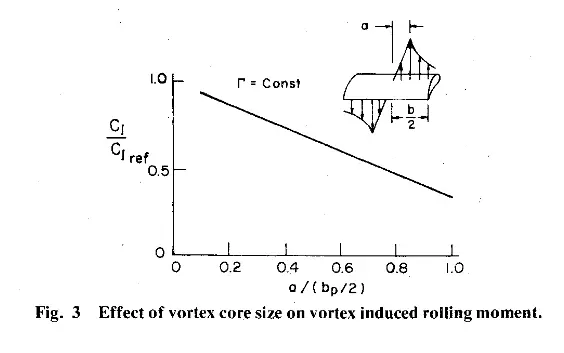 a
1.0
Γ = Const
b
2
C_l
C_l ref
0.5
0
0 0.2 0.4 0.6 0.8 1.0
a/(b_p/2)
Fig. 3 Effect of vortex core size on vortex induced rolling moment.